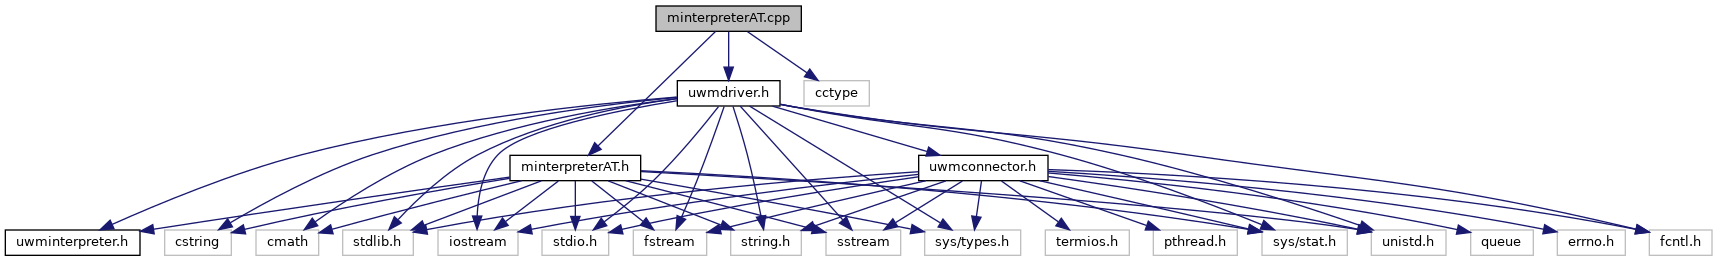 minterpreterAT.cpp
uwmdriver.h
cctype
minterpreterAT.h
uwmconnector.h
uwminterpreter.h
cstring
cmath
stdlib.h
iostream
stdio.h
fstream
string.h
sstream
sys/types.h
termios.h
pthread.h
sys/stat.h
unistd.h
queue
errno.h
fcntl.h